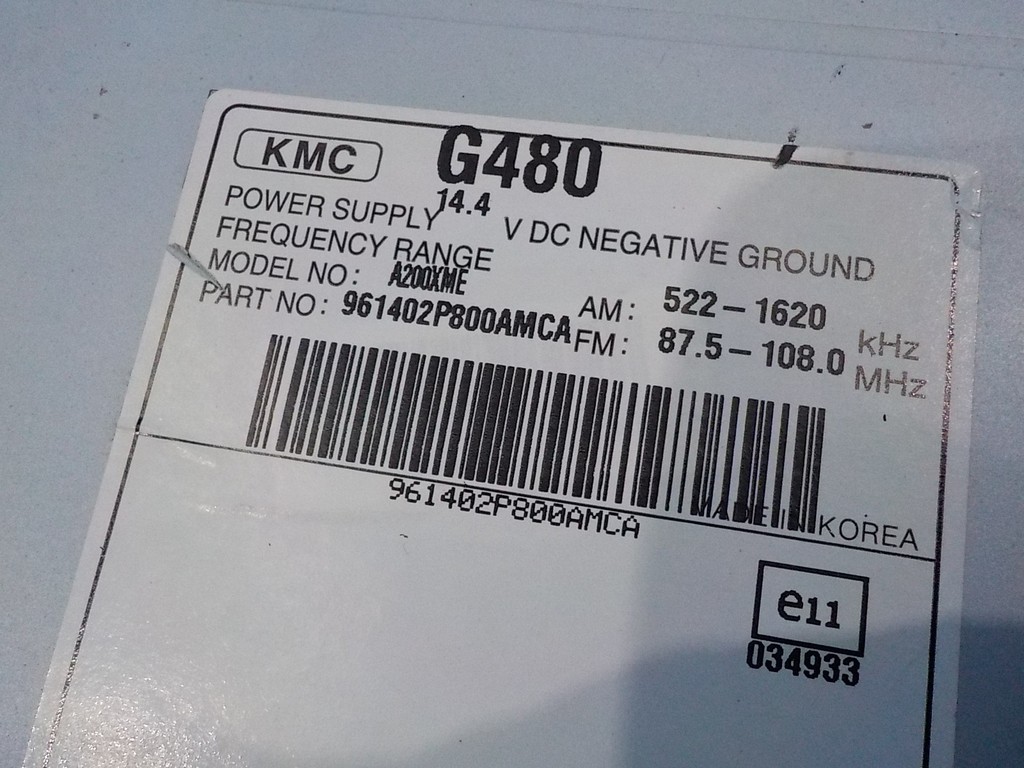 KMC G480
POWER SUPPLY 14.4 V DC NEGATIVE GROUND
FREQUENCY RANGE
MODEL NO: A200XME AM: 522-1620 kHz
PART NO: 961402P800AMCA FM: 87.5-108.0 MHz
961402P800AMCA
MADE IN KOREA
e11
034933